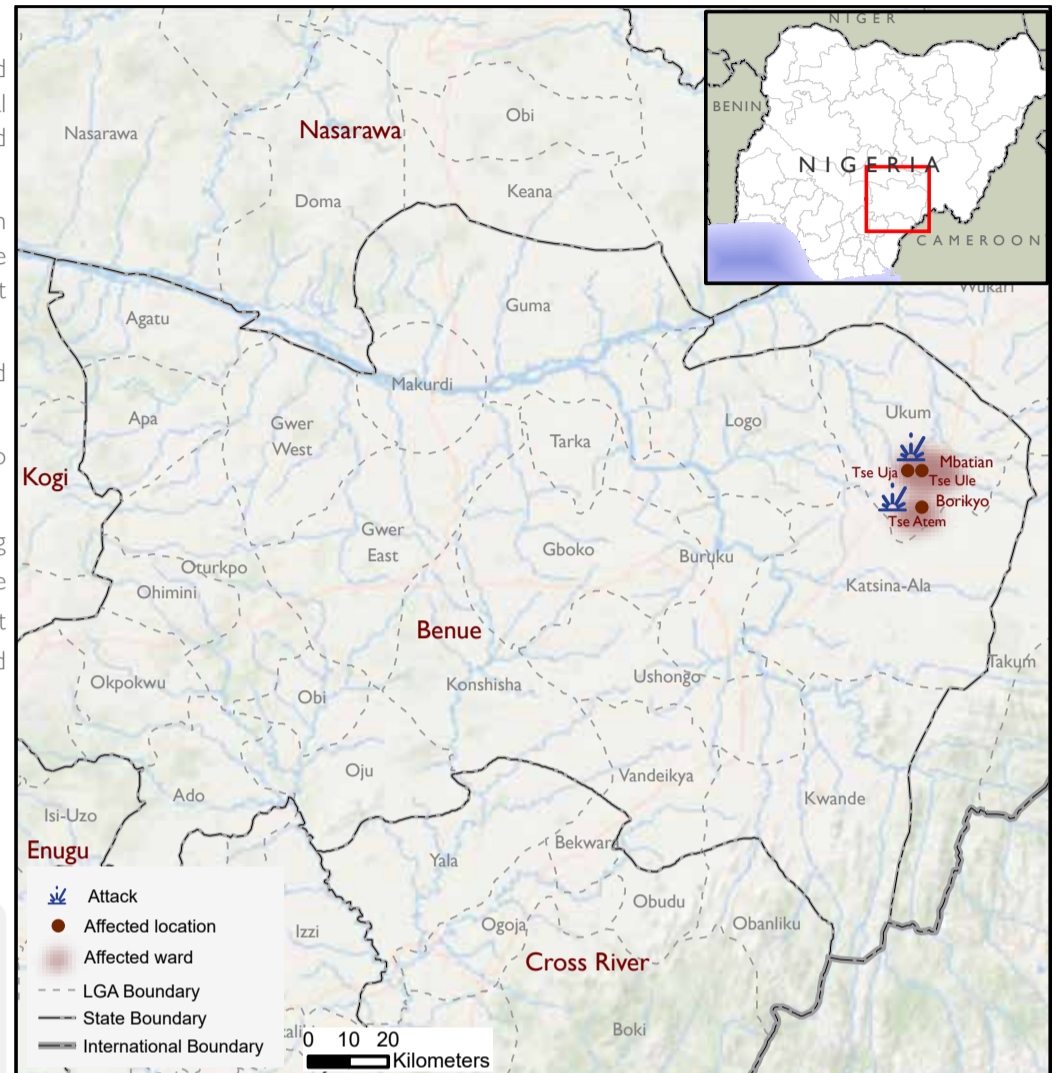 NIGER
BENIN
NIGERIA
CAMEROON
Nasarawa
Nasarawa
Obi
Doma
Keana
Wukari
Guma
Agatu
Makurdi
Apa
Gwer
West
Tarka
Logo
Ukum
Kogi
Tse Uja
Mbatian
Tse Ule
Borikyo
Tse Atem
Gwer
East
Gboko
Buruku
Katsina-Ala
Oturkpo
Ohimini
Benue
Takum
Okpokwu
Obi
Konshisha
Ushongo
Oju
Vandeikya
Ado
Kwande
Isi-Uzo
Enugu
Yala
Bekwar
Obudu
Obanliku
Izzi
Ogoja
Cross River
Boki
Attack
Affected location
Affected ward
LGA Boundary
State Boundary
International Boundary
0 10 20
Kilometers